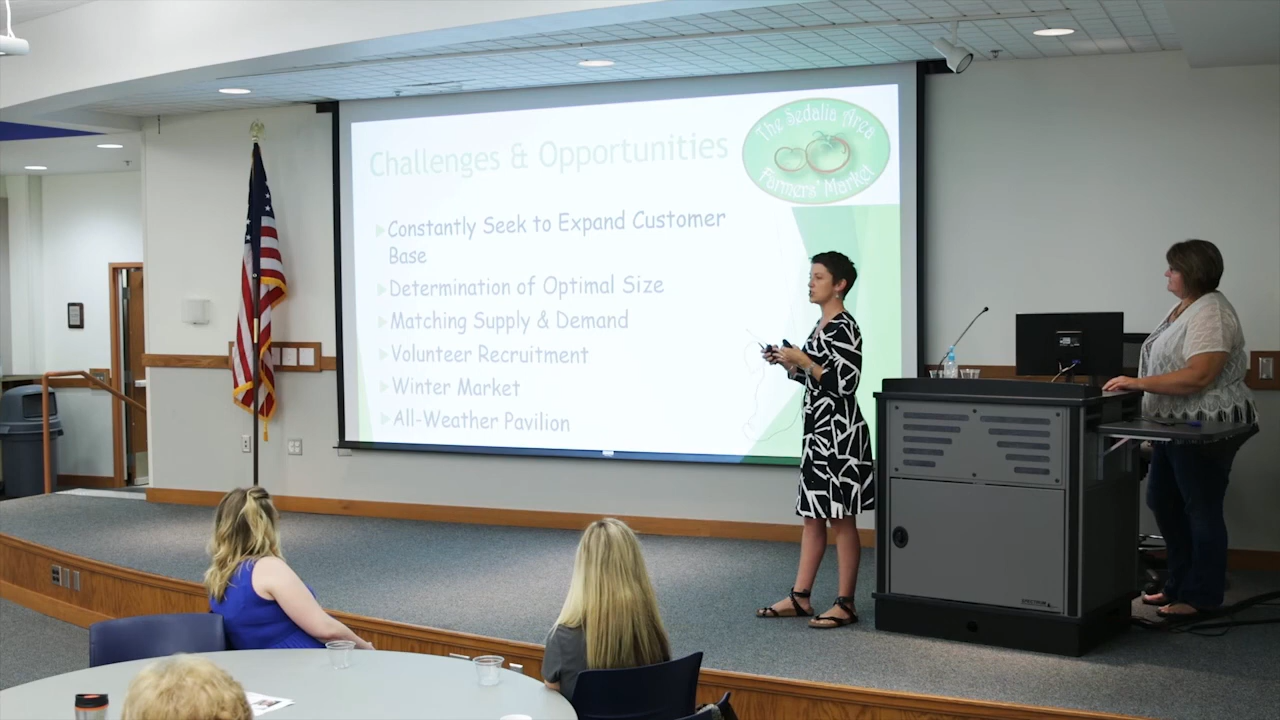 The Sedalia Area
Farmers' Market
Challenges & Opportunities
Constantly Seek to Expand Customer
Base
Determination of Optimal Size
Matching Supply & Demand
Volunteer Recruitment
Winter Market
All-Weather Pavilion